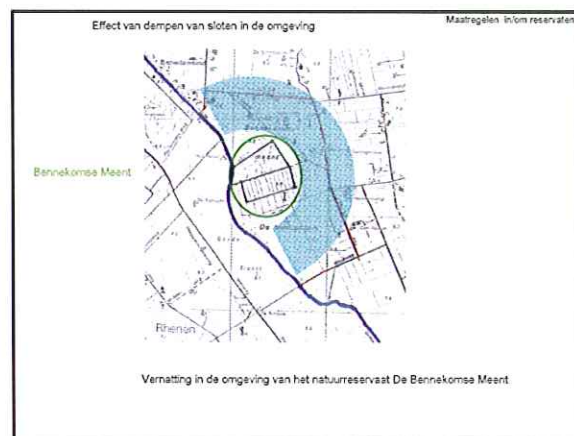 Effect van dempen van sloten in de omgeving
Maatregelen in/om reservaten
Bennekomse Meent
Rhenen
Vernatting in de omgeving van het natuurreservaat De Bennekomse Meent